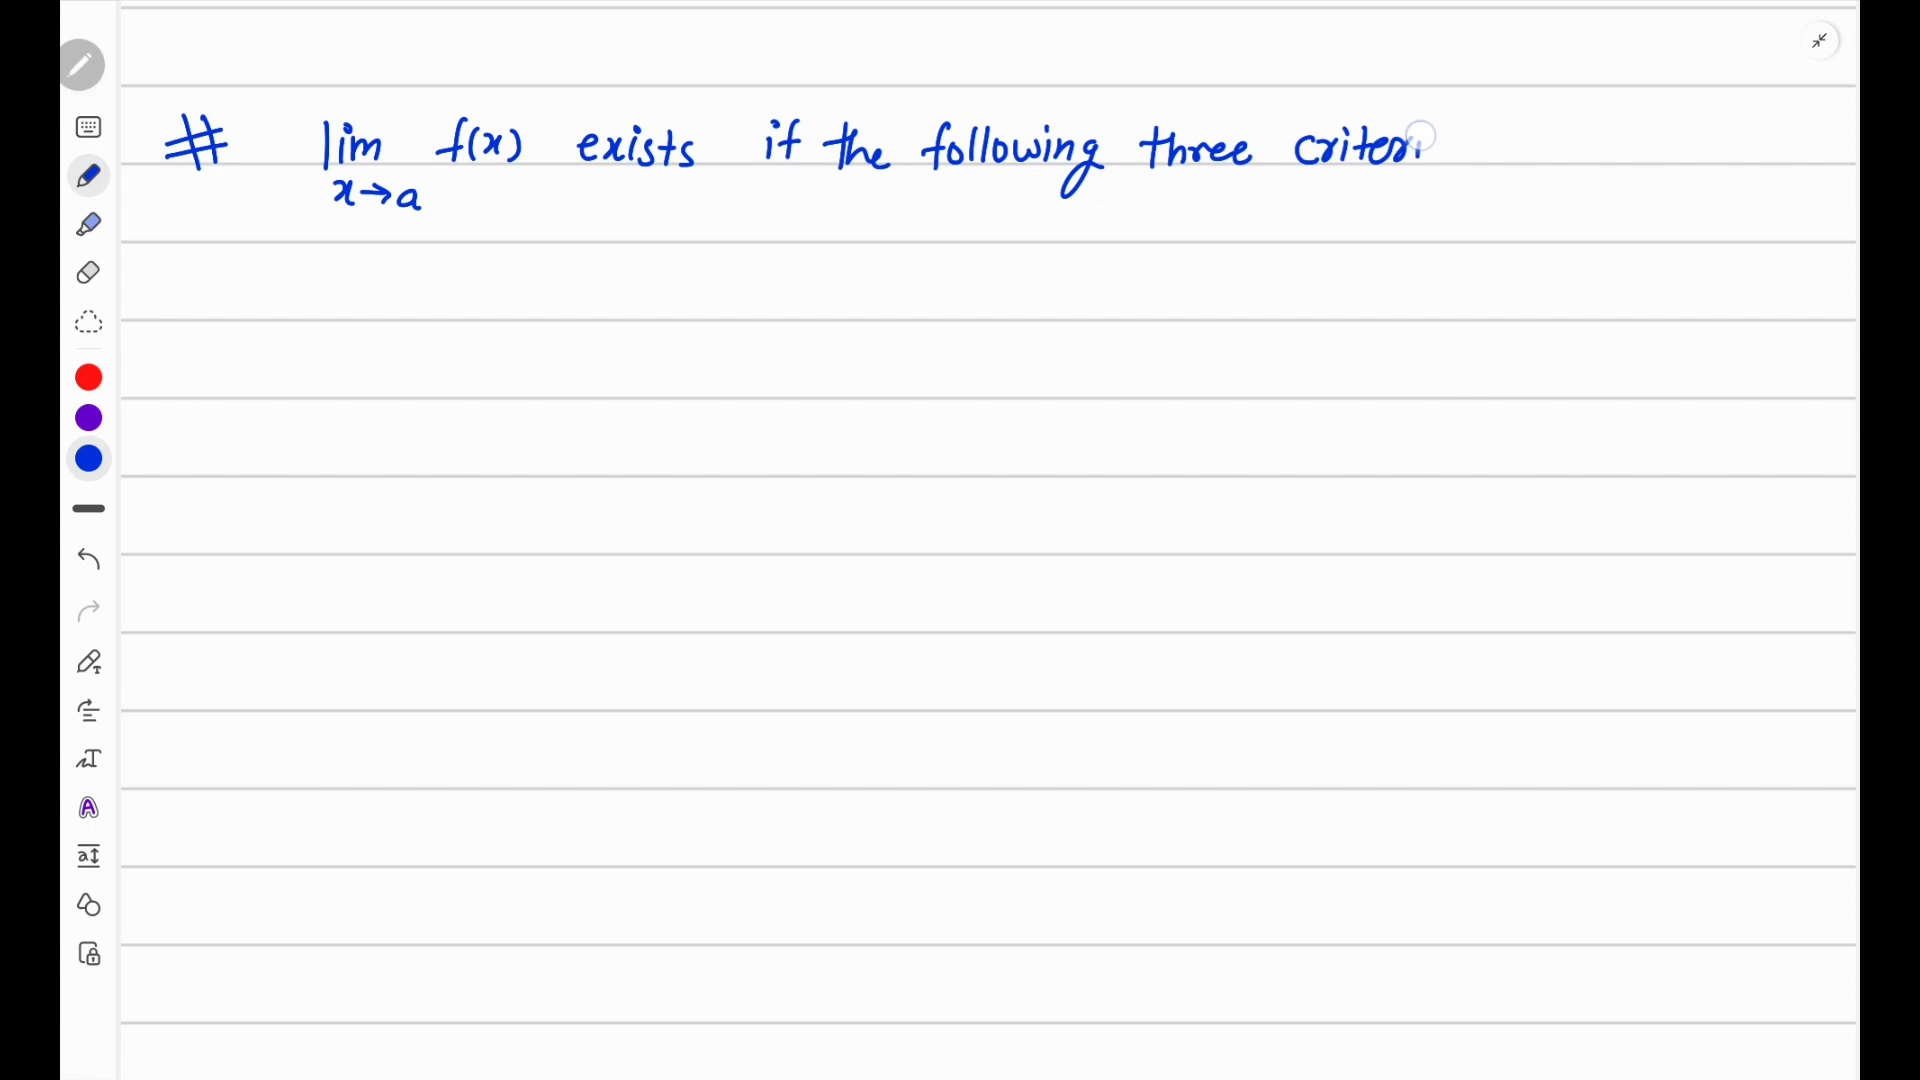 # lim f(x) exists if the following three criteri
x→a